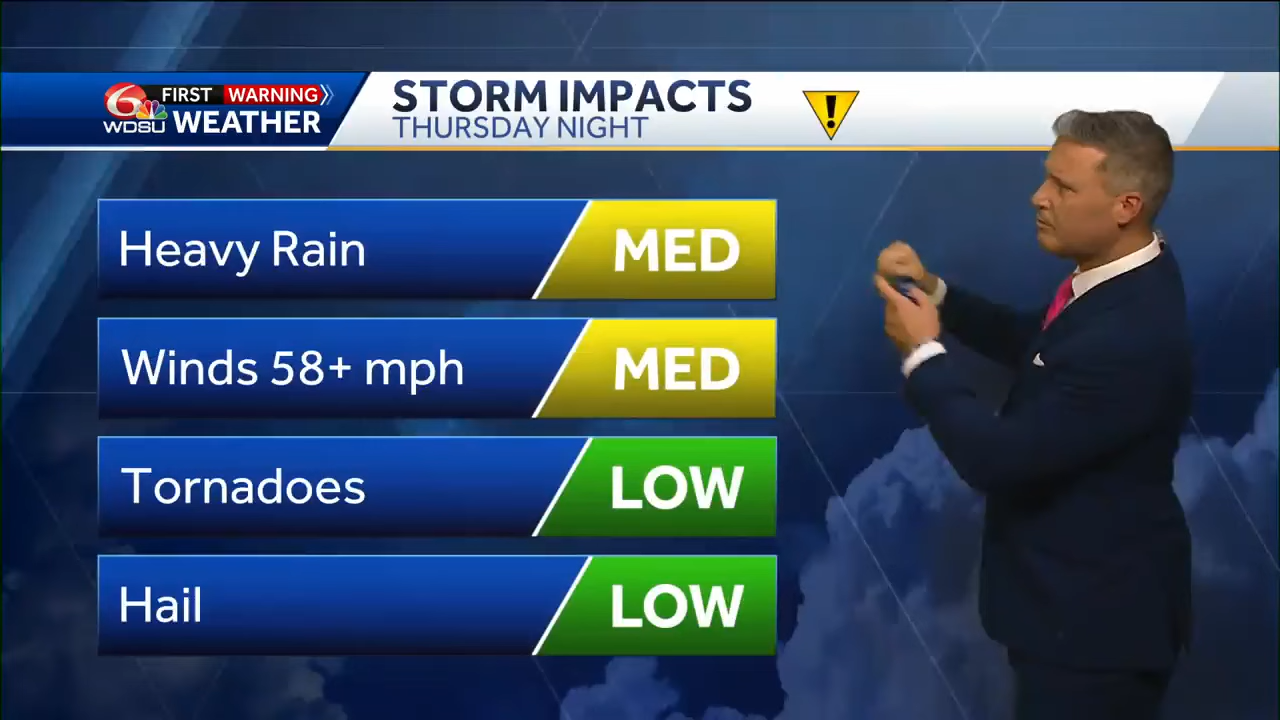 6
WDSU
FIRST WARNING
WEATHER
STORM IMPACTS
THURSDAY NIGHT
!
Heavy Rain MED
Winds 58+ mph MED
Tornadoes LOW
Hail LOW